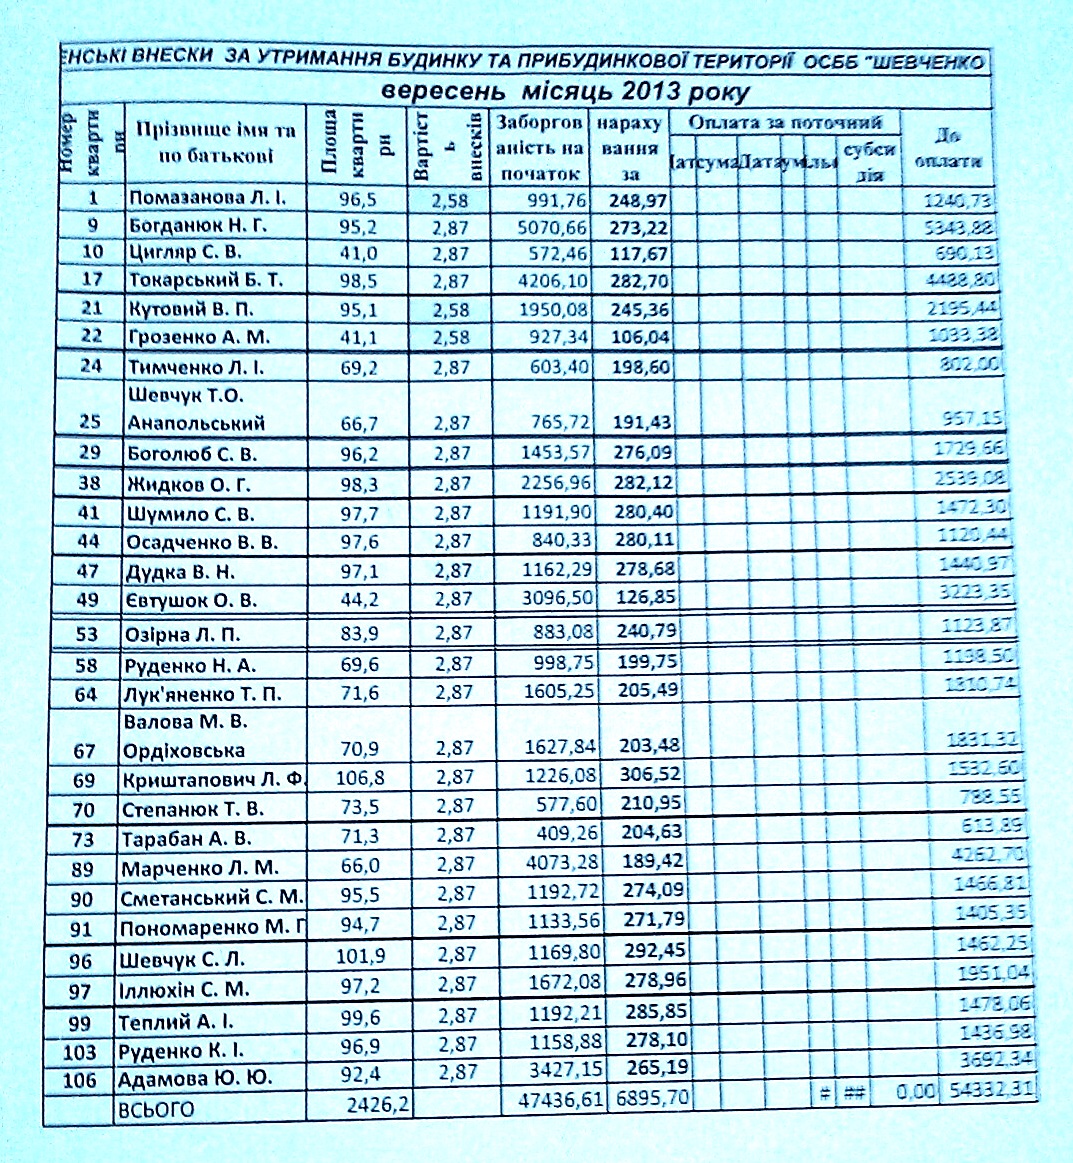 ЕНСЬКІ ВНЕСКИ ЗА УТРИМАННЯ БУДИНКУ ТА ПРИБУДИНКОВОЇ ТЕРИТОРІЇ ОСББ "ШЕВЧЕНКО
вересень місяць 2013 року
Номер кварти ри Прізвище імя та по батькові Площа кварти ри Вартіст ь внесків Заборгов аність на початок нараху вання за Оплата за поточний До оплати
сума Дата субси дія
1 Помазанова Л. І. 96,5 2,58 991,76 248,97 1240,73
9 Богданюк Н. Г. 95,2 2,87 5070,66 273,22 5343,88
10 Цигляр С. В. 41,0 2,87 572,46 117,67 690,13
17 Токарський Б. Т. 98,5 2,87 4206,10 282,70 4488,80
21 Кутовий В. П. 95,1 2,58 1950,08 245,36 2195,44
22 Грозенко А. М. 41,1 2,58 927,34 106,04 1033,38
24 Тимченко Л. І. 69,2 2,87 603,40 198,60 802,00
Шевчук Т.О.
25 Анапольський 66,7 2,87 765,72 191,43 957,15
29 Боголюб С. В. 96,2 2,87 1453,57 276,09 1729,66
38 Жидков О. Г. 98,3 2,87 2256,96 282,12 2539,08
41 Шумило С. В. 97,7 2,87 1191,90 280,40 1472,30
44 Осадченко В. В. 97,6 2,87 840,33 280,11 1120,44
47 Дудка В. Н. 97,1 2,87 1162,29 278,68 1440,97
49 Євтушок О. В. 44,2 2,87 3096,50 126,85 3223,35
53 Озірна Л. П. 83,9 2,87 883,08 240,79 1123,87
58 Руденко Н. А. 69,6 2,87 998,75 199,75 1198,50
64 Лук'яненко Т. П. 71,6 2,87 1605,25 205,49 1810,74
Валова М. В.
67 Ордіховська 70,9 2,87 1627,84 203,48 1831,32
69 Криштапович Л. Ф. 106,8 2,87 1226,08 306,52 1532,60
70 Степанюк Т. В. 73,5 2,87 577,60 210,95 788,55
73 Тарабан А. В. 71,3 2,87 409,26 204,63 613,89
89 Марченко Л. М. 66,0 2,87 4073,28 189,42 4262,70
90 Сметанський С. М. 95,5 2,87 1192,72 274,09 1466,81
91 Пономаренко М. Г 94,7 2,87 1133,56 271,79 1405,35
96 Шевчук С. Л. 101,9 2,87 1169,80 292,45 1462,25
97 Іллюхін С. М. 97,2 2,87 1672,08 278,96 1951,04
99 Теплий А. І. 99,6 2,87 1192,21 285,85 1478,06
103 Руденко К. І. 96,9 2,87 1158,88 278,10 1436,98
106 Адамова Ю. Ю. 92,4 2,87 3427,15 265,19 3692,34
ВСЬОГО 2426,2 47436,61 6895,70 # ## 0,00 54332,31